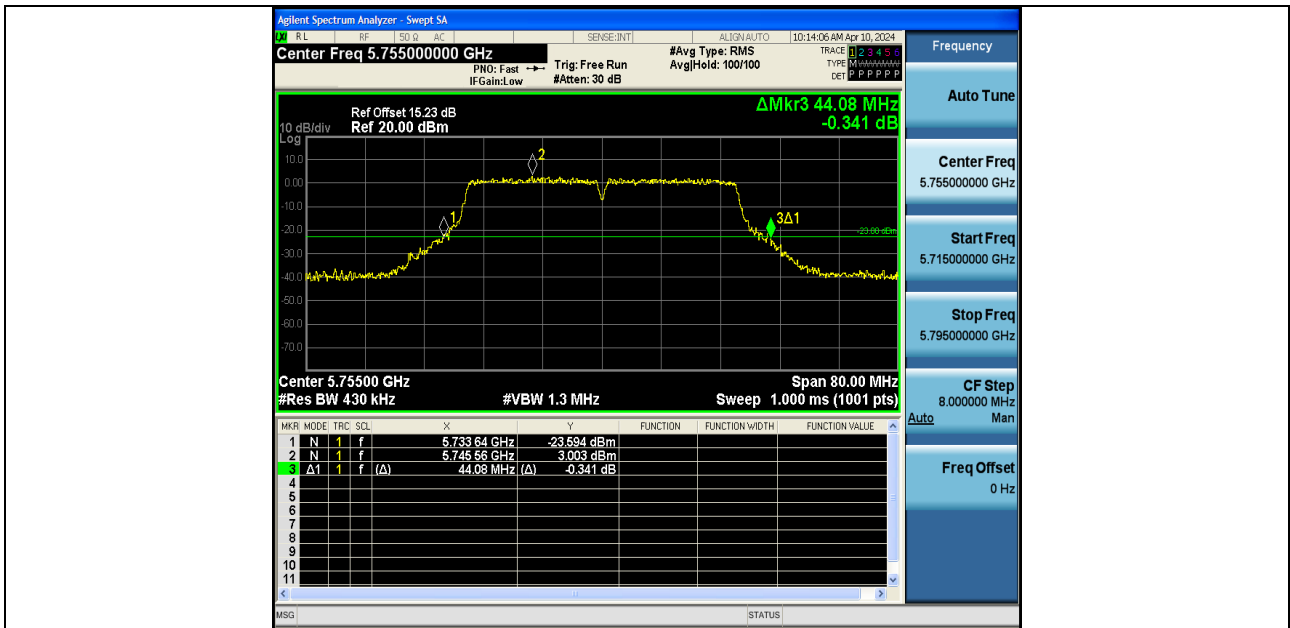 Agilent Spectrum Analyzer - Swept SA
RL RF 50 Ω AC SENSE:INT ALIGNAUTO 10:14:06 AM Apr 10, 2024
Center Freq 5.755000000 GHz
PNO: Fast
IFGain:Low
Trig: Free Run
#Atten: 30 dB
#Avg Type: RMS
Avg|Hold: 100/100
TRACE 1 2 3 4 5 6
TYPE M
DET P P P P P P
Frequency
ΔMkr3 44.08 MHz
-0.341 dB
Ref Offset 15.23 dB
10 dB/div Ref 20.00 dBm
Log
10.0
0.00
-10.0
-20.0
-30.0
-40.0
-50.0
-60.0
-70.0
1
2
3Δ1
-23.00 dBm
Center 5.75500 GHz Span 80.00 MHz
#Res BW 430 kHz #VBW 1.3 MHz Sweep 1.000 ms (1001 pts)
MKR MODE TRC SCL X Y FUNCTION FUNCTION WIDTH FUNCTION VALUE
1 N 1 f 5.733 64 GHz -23.594 dBm
2 N 1 f 5.745 56 GHz 3.003 dBm
3 Δ1 1 f (Δ) 44.08 MHz (Δ) -0.341 dB
4
5
6
7
8
9
10
11
MSG STATUS
Auto Tune
Center Freq
5.755000000 GHz
Start Freq
5.715000000 GHz
Stop Freq
5.795000000 GHz
CF Step
8.000000 MHz
Auto Man
Freq Offset
0 Hz